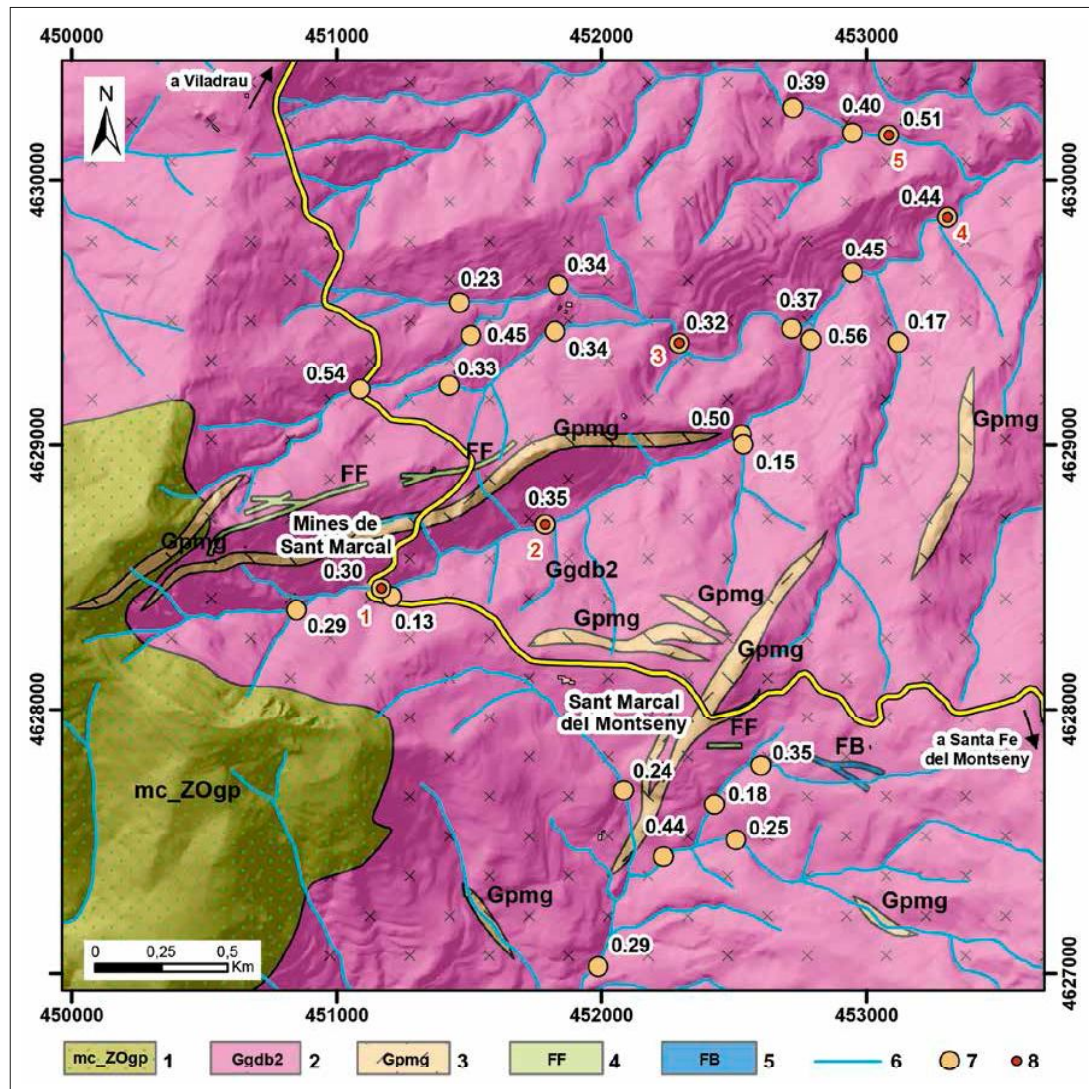 450000 451000 452000 453000
a Viladrau
N
0.39
0.40
0.51
5
4630000 4630000
0.44
4
0.45
0.23
0.34
0.37
0.32
3
0.56
0.17
0.45
0.34
0.33
0.54
0.50
Gpmg
Gpmg
4629000 4629000
FF
FF
0.15
0.35
2
Mines de
Sant Marcal
Gpmg
Ggdb2
0.30
1
0.13
0.29
Gpmg
Gpmg
Gpmg
4628000 4628000
Sant Marcal
del Montseny
FF
FB
a Santa Fe
del Montseny
0.35
0.24
0.18
mc_ZOgp
0.44
0.25
Gpmg
Gpmg
0.29
0 0,25 0,5
Km
4627000 4627000
450000 451000 452000 453000
mc_ZOgp 1 Ggdb2 2 Gpmg 3 FF 4 FB 5 6 7 8